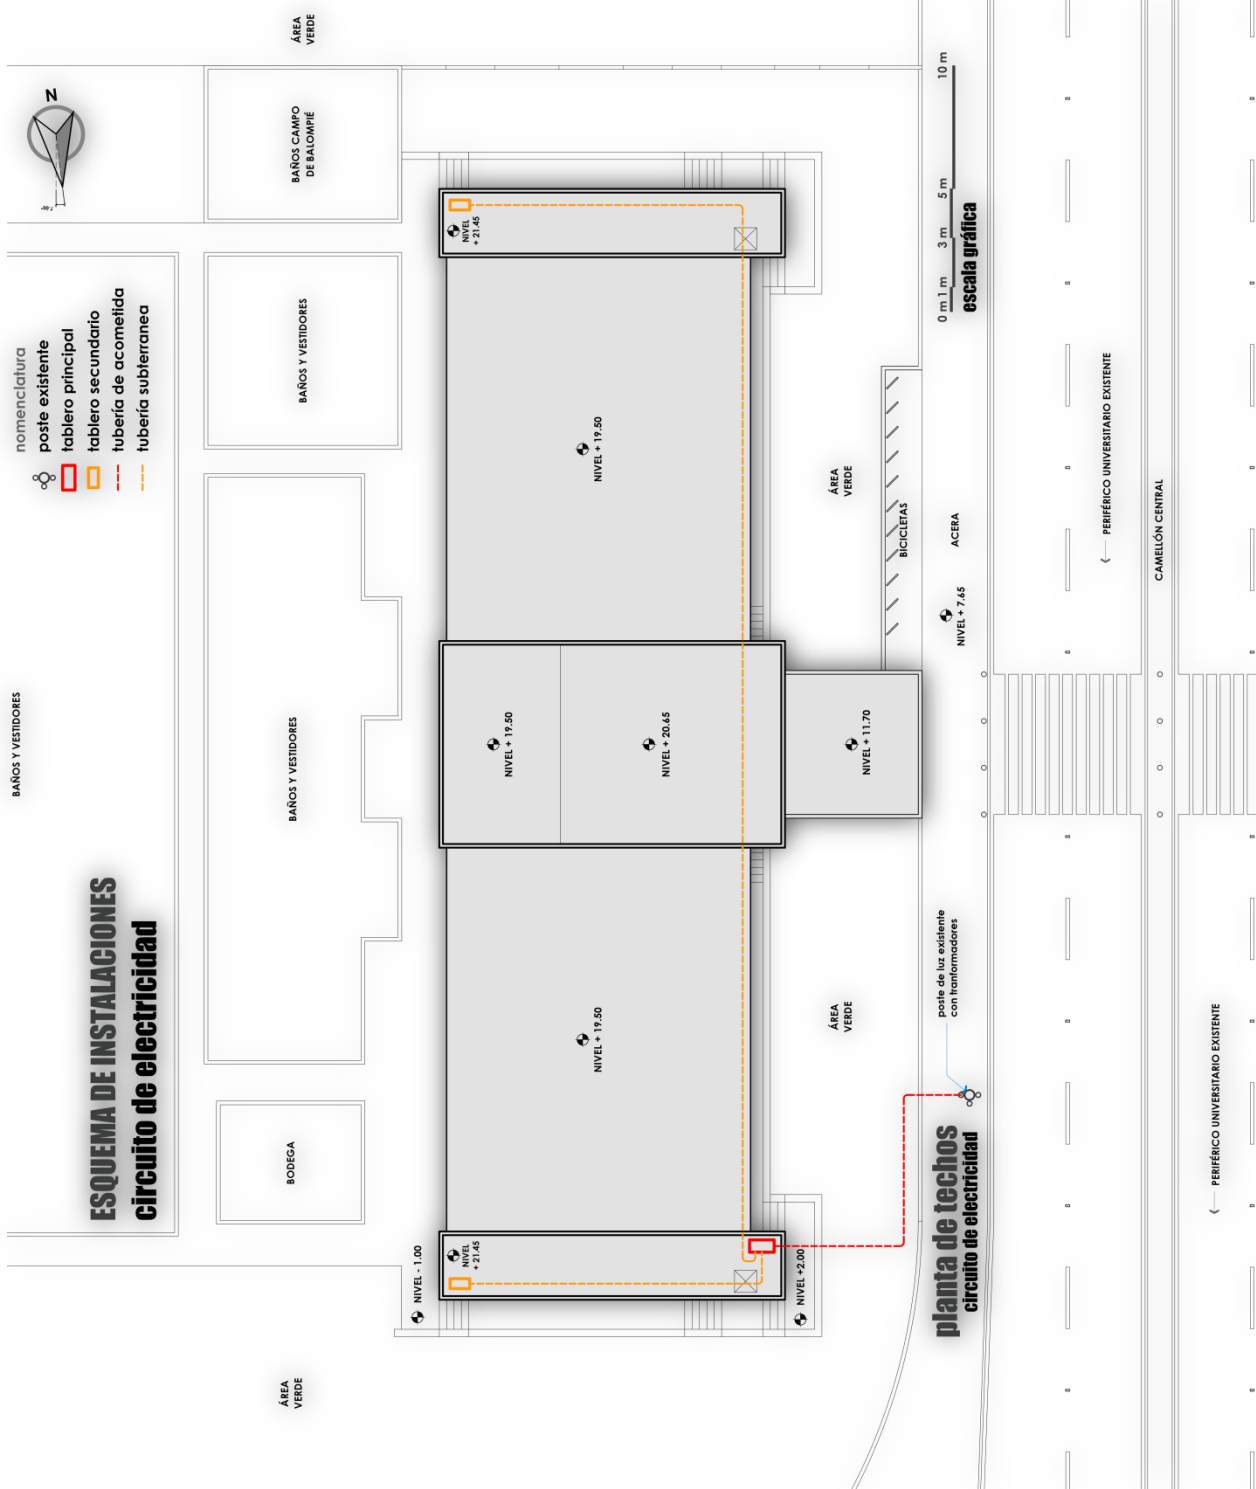 ESQUEMA DE INSTALACIONES
circuito de electricidad
nomenclatura
poste existente
tablero principal
tablero secundario
tubería de acometida
tubería subterranea
N
BAÑOS Y VESTIDORES
ÁREA
VERDE
BODEGA
BAÑOS Y VESTIDORES
BAÑOS Y VESTIDORES
BAÑOS CAMPO
DE BALOMPIÉ
ÁREA
VERDE
NIVEL - 1.00
NIVEL
+ 21.45
NIVEL + 19.50
NIVEL + 19.50
NIVEL + 20.65
NIVEL + 19.50
NIVEL
+ 21.45
NIVEL +2.00
ÁREA
VERDE
NIVEL + 11.70
ÁREA
VERDE
BICICLETAS
ACERA
NIVEL + 7.65
poste de luz existente
con tranformadores
planta de techos
circuito de electricidad
0 m 1 m 3 m 5 m 10 m
escala gráfica
PERIFÉRICO UNIVERSITARIO EXISTENTE
CAMELLÓN CENTRAL
PERIFÉRICO UNIVERSITARIO EXISTENTE